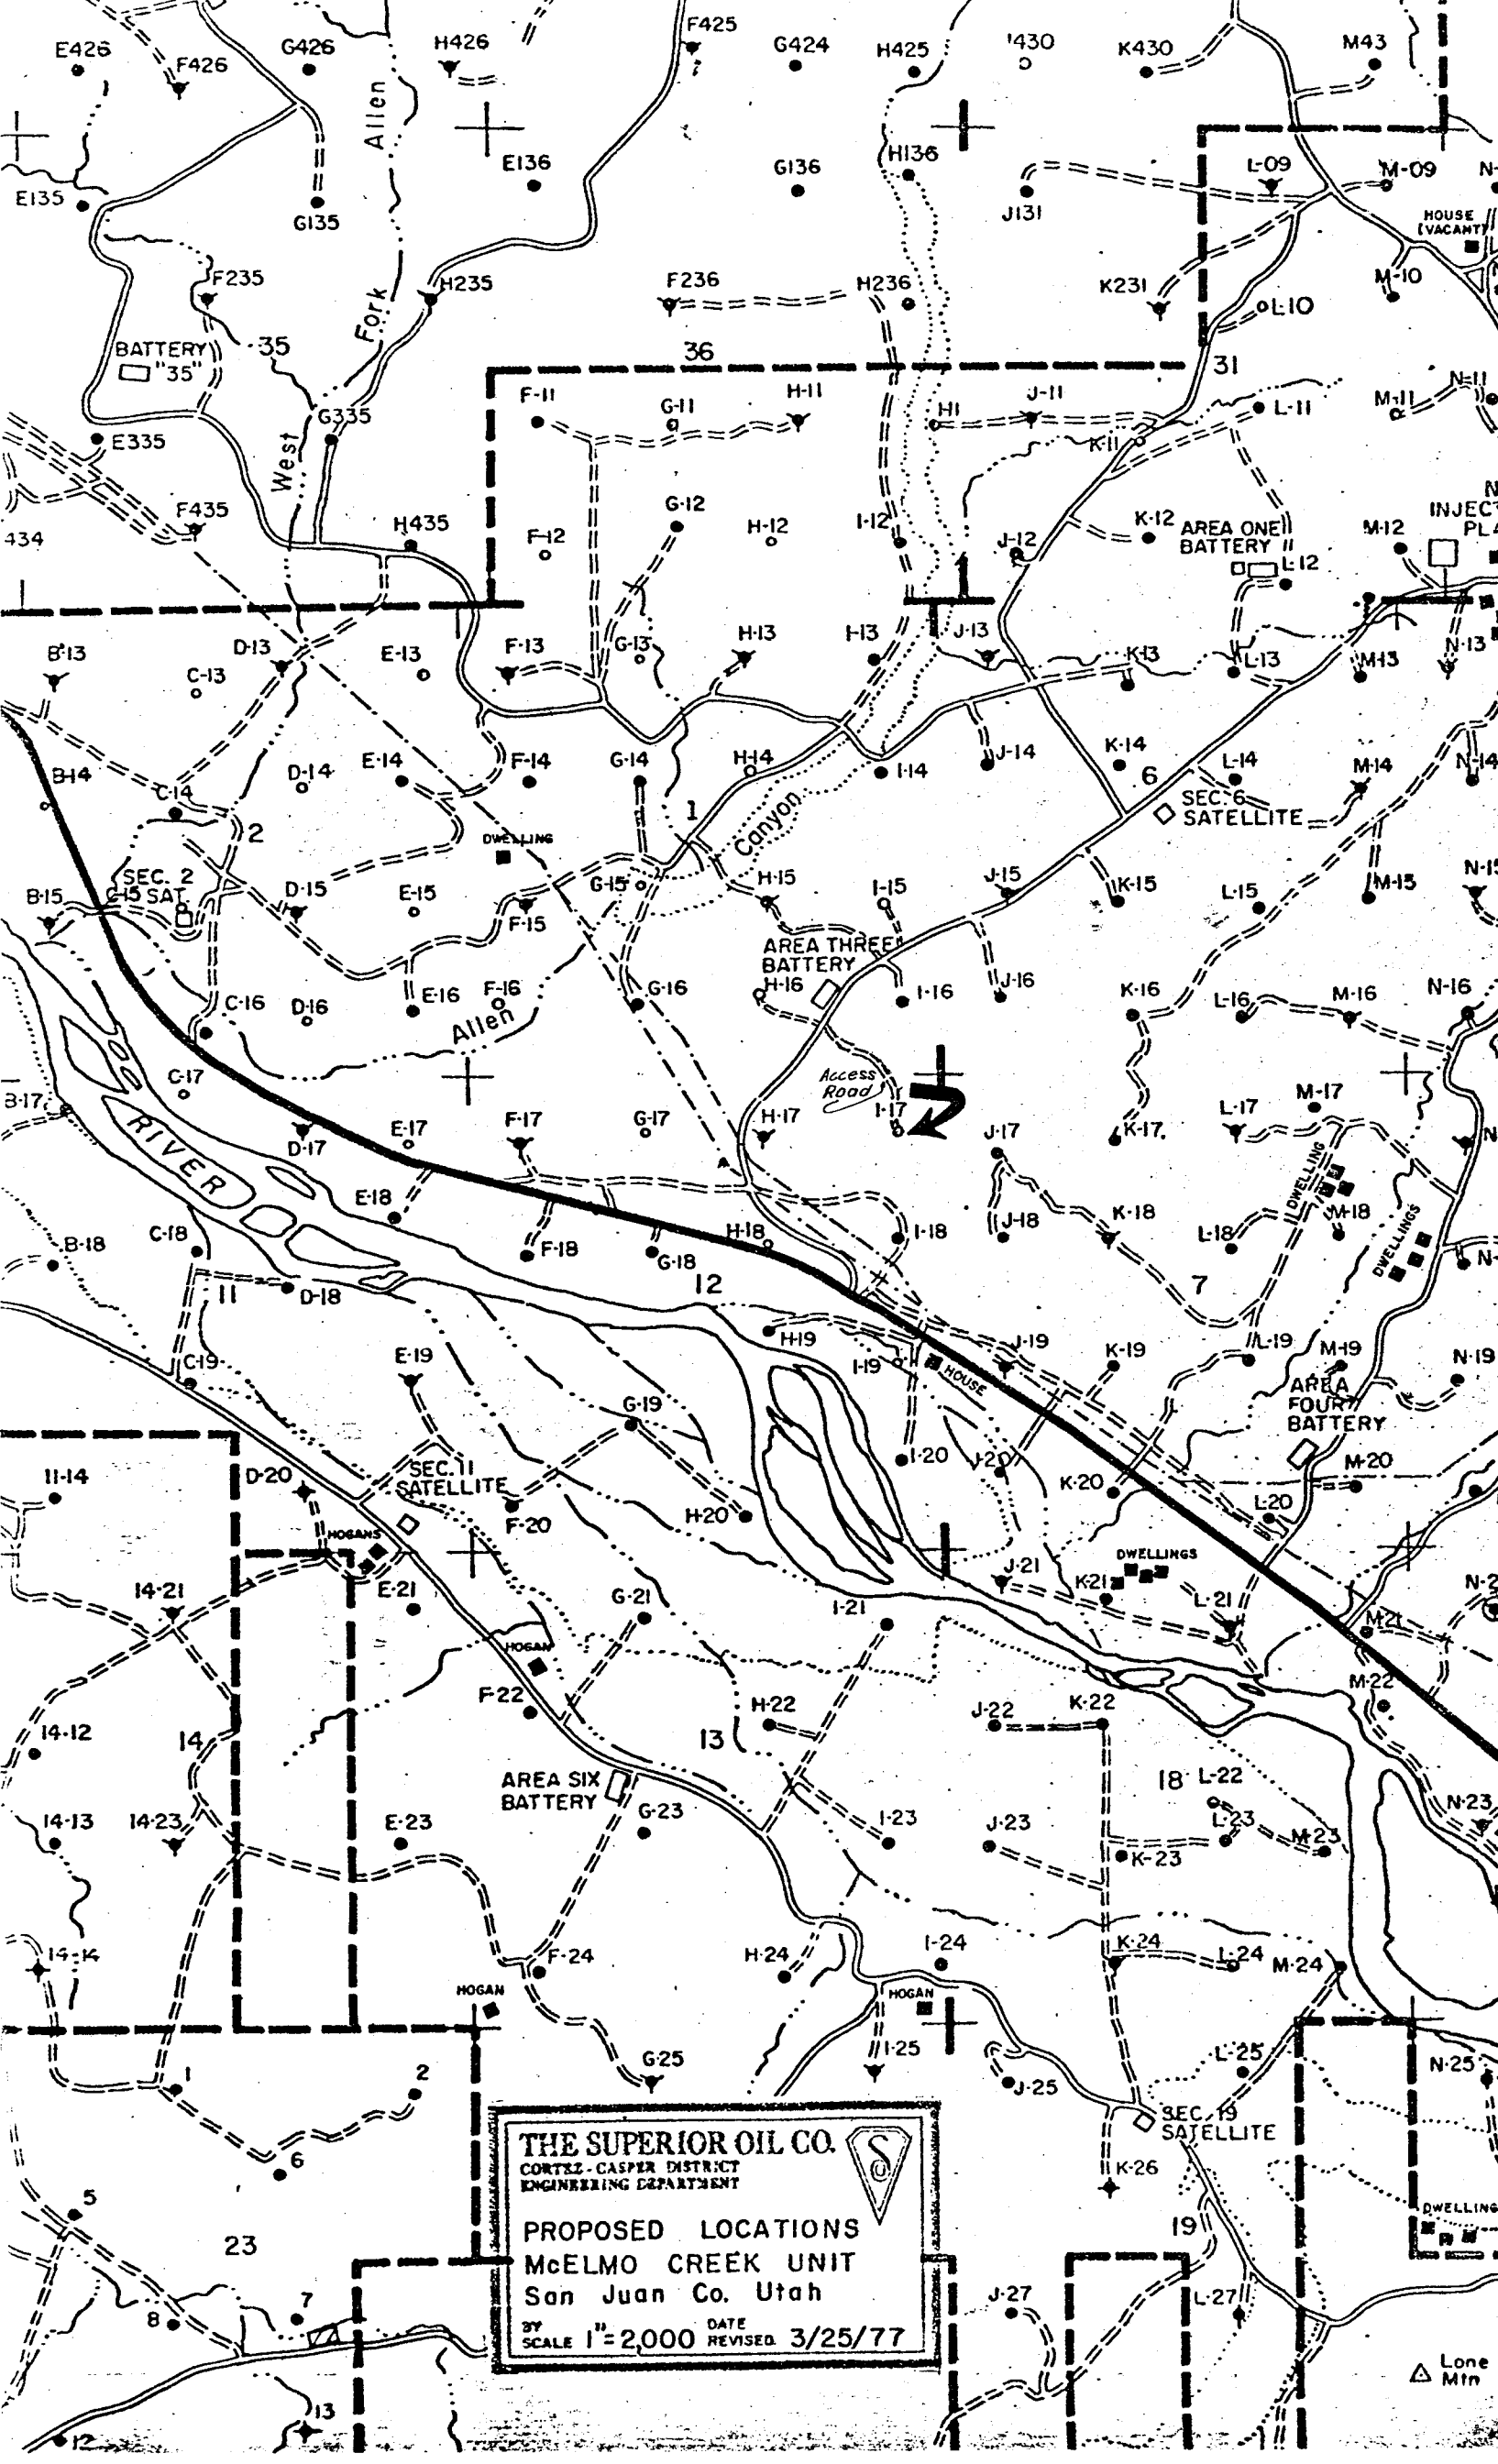 E426
F426
G426
H426
F425
G424
H425
K430
M43
Allen
E135
G135
E136
G136
H136
J131
L-09
M-09
HOUSE
(VACANT)
M-10
F235
H235
F236
H236
K231
L-10
Fork
BATTERY
"35"
35
36
31
G335
E335
West
F-11
G-11
H-11
H1
J-11
K-11
L-11
M-11
N-11
F435
434
H435
F-12
G-12
H-12
I-12
J-12
K-12
AREA ONE
BATTERY
L-12
M-12
B-13
C-13
D-13
E-13
F-13
G-13
H-13
I-13
J-13
K-13
L-13
M-13
N-13
B-14
C-14
D-14
E-14
F-14
G-14
H-14
I-14
J-14
K-14
L-14
M-14
N-14
2
1
6
Canyon
SEC. 6
SATELLITE
DWELLING
SEC. 2
SAT
B-15
C-15
D-15
E-15
F-15
G-15
H-15
I-15
J-15
K-15
L-15
M-15
N-15
AREA THREE
BATTERY
C-16
D-16
E-16
F-16
G-16
H-16
I-16
J-16
K-16
L-16
M-16
N-16
Allen
Access
Road
B-17
C-17
D-17
E-17
F-17
G-17
H-17
I-17
J-17
K-17
L-17
M-17
RIVER
DWELLING
DWELLINGS
B-18
C-18
D-18
E-18
F-18
G-18
H-18
I-18
J-18
K-18
L-18
M-18
11
12
7
C-19
E-19
G-19
H-19
I-19
J-19
K-19
L-19
M-19
N-19
HOUSE
AREA
FOUR
BATTERY
11-14
D-20
SEC. 11
SATELLITE
F-20
H-20
I-20
J-20
K-20
L-20
M-20
HOGANS
DWELLINGS
14-21
E-21
G-21
I-21
J-21
K-21
L-21
M-21
HOGAN
F-22
H-22
J-22
K-22
L-22
M-22
14-12
14
13
18
AREA SIX
BATTERY
14-13
14-23
E-23
G-23
I-23
J-23
K-23
L-23
M-23
N-23
14-14
F-24
H-24
I-24
K-24
L-24
M-24
HOGAN
HOGAN
1
2
G-25
I-25
J-25
L-25
N-25
SEC. 19
SATELLITE
K-26
6
5
23
19
DWELLING
7
8
J-27
L-27
13
12
Lone
Mtn
THE SUPERIOR OIL CO.
CORTEZ-CASPER DISTRICT
ENGINEERING DEPARTMENT
PROPOSED LOCATIONS
McELMO CREEK UNIT
San Juan Co. Utah
BY
SCALE 1"=2,000 DATE REVISED 3/25/77